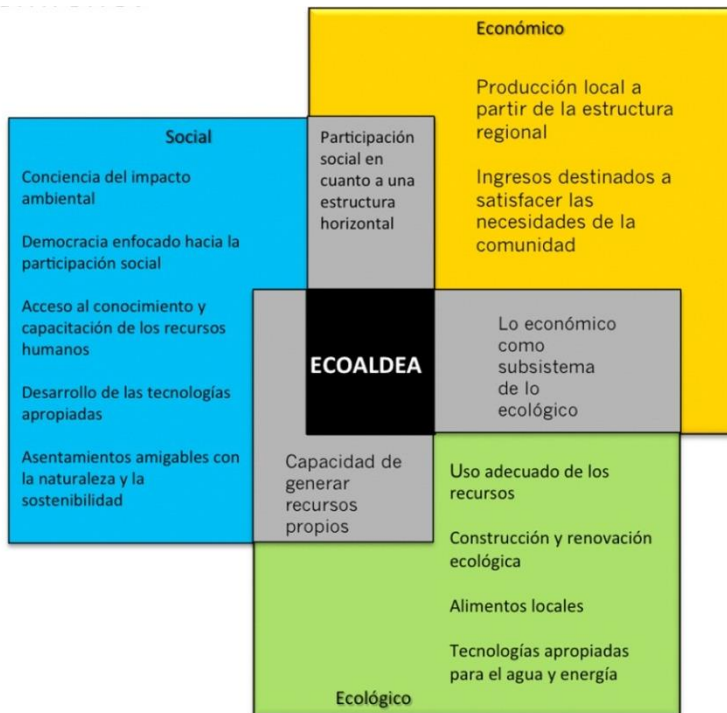 Económico
Producción local a
partir de la estructura
regional
Ingresos destinados a
satisfacer las
necesidades de la
comunidad
Social
Conciencia del impacto
ambiental
Democracia enfocado hacia la
participación social
Acceso al conocimiento y
capacitación de los recursos
humanos
Desarrollo de las tecnologías
apropiadas
Asentamientos amigables con
la naturaleza y la
sostenibilidad
Participación
social en
cuanto a una
estructura
horizontal
ECOALDEA
Lo económico
como
subsistema
de lo
ecológico
Capacidad de
generar
recursos
propios
Uso adecuado de los
recursos
Construcción y renovación
ecológica
Alimentos locales
Tecnologías apropiadas
para el agua y energía
Ecológico